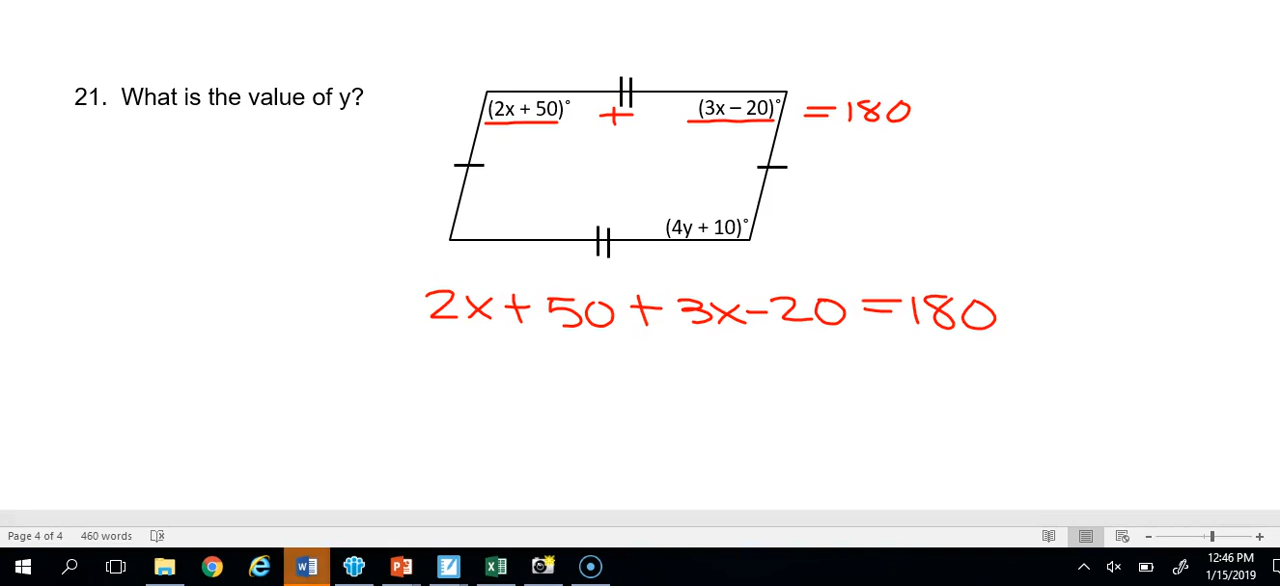 21. What is the value of y?
(2x + 50)° + (3x – 20)° = 180
(4y + 10)°
2x + 50 + 3x - 20 = 180
Page 4 of 4 460 words
12:46 PM
1/15/2019